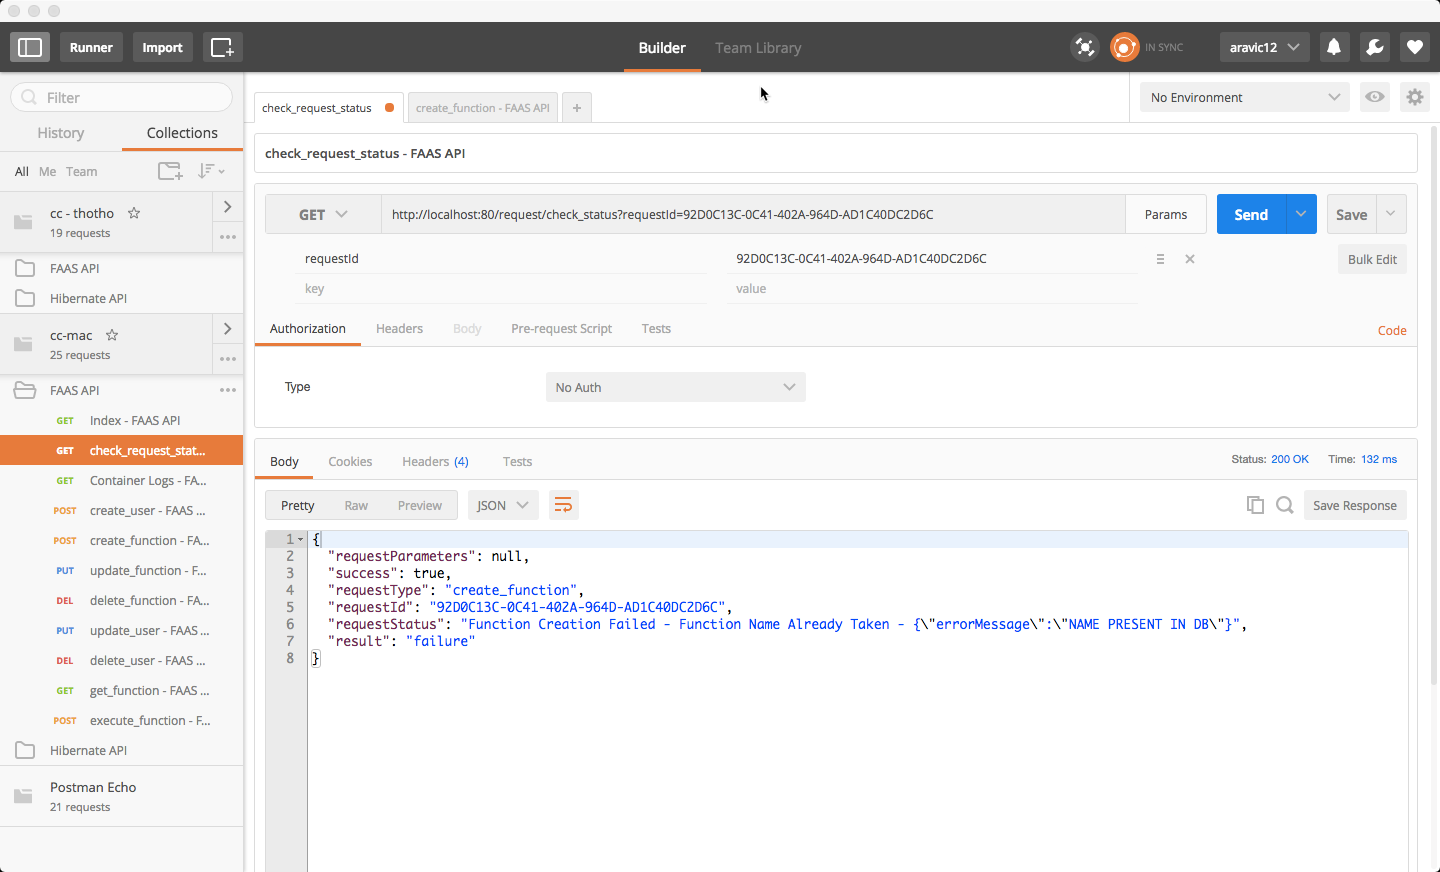 Runner
Import
Builder
Team Library
IN SYNC
aravic12
Filter
History
Collections
All Me Team
cc - thotho
19 requests
FAAS API
Hibernate API
cc-mac
25 requests
FAAS API
GET Index - FAAS API
GET check_request_stat...
GET Container Logs - FA...
POST create_user - FAAS ...
POST create_function - FA...
PUT update_function - F...
DEL delete_function - FA...
PUT update_user - FAAS ...
DEL delete_user - FAAS ...
GET get_function - FAAS ...
POST execute_function - F...
Hibernate API
Postman Echo
21 requests
check_request_status
create_function - FAAS API
+
No Environment
check_request_status - FAAS API
GET
http://localhost:80/request/check_status?requestId=92D0C13C-0C41-402A-964D-AD1C40DC2D6C
Params
Send
Save
requestId
92D0C13C-0C41-402A-964D-AD1C40DC2D6C
Bulk Edit
key
value
Authorization
Headers
Body
Pre-request Script
Tests
Code
Type
No Auth
Body
Cookies
Headers (4)
Tests
Status: 200 OK
Time: 132 ms
Pretty
Raw
Preview
JSON
Save Response
1 {
2 "requestParameters": null,
3 "success": true,
4 "requestType": "create_function",
5 "requestId": "92D0C13C-0C41-402A-964D-AD1C40DC2D6C",
6 "requestStatus": "Function Creation Failed - Function Name Already Taken - {\"errorMessage\":\"NAME PRESENT IN DB\"}",
7 "result": "failure"
8 }